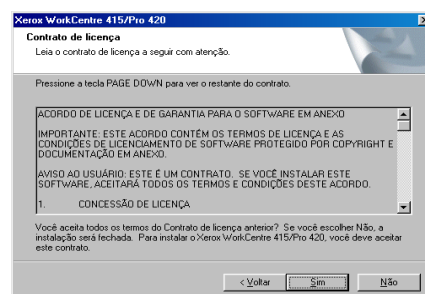 Xerox WorkCentre 415/Pro 420
Contrato de licença
Leia o contrato de licença a seguir com atenção.
Pressione a tecla PAGE DOWN para ver o restante do contrato.
ACORDO DE LICENÇA E DE GARANTIA PARA O SOFTWARE EM ANEXO
IMPORTANTE: ESTE ACORDO CONTÉM OS TERMOS DE LICENÇA E AS
CONDIÇÕES DE LICENCIAMENTO DE SOFTWARE PROTEGIDO POR COPYRIGHT E
DOCUMENTAÇÃO EM ANEXO.
AVISO AO USUÁRIO: ESTE É UM CONTRATO. SE VOCÊ INSTALAR ESTE
SOFTWARE, ACEITARÁ TODOS OS TERMOS E CONDIÇÕES DESTE ACORDO.
1. CONCESSÃO DE LICENÇA
Você aceita todos os termos do Contrato de licença anterior? Se você escolher Não, a
instalação será fechada. Para instalar o Xerox WorkCentre 415/Pro 420, você deve aceitar
este contrato.
< Voltar Sim Não